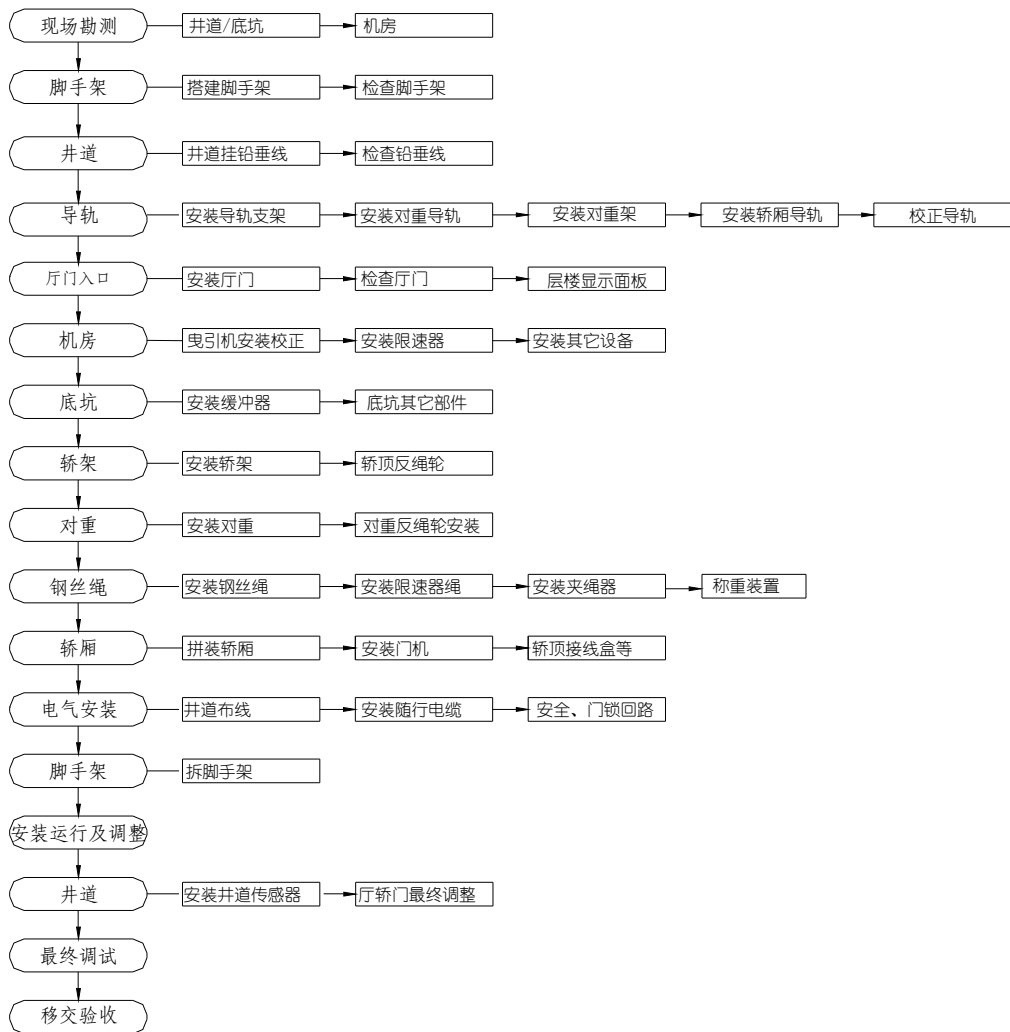 现场勘测
井道/底坑
机房
脚手架
搭建脚手架
检查脚手架
井道
井道挂铅垂线
检查铅垂线
导轨
安装导轨支架
安装对重导轨
安装对重架
安装轿厢导轨
校正导轨
厅门入口
安装厅门
检查厅门
层楼显示面板
机房
曳引机安装校正
安装限速器
安装其它设备
底坑
安装缓冲器
底坑其它部件
轿架
安装轿架
轿顶反绳轮
对重
安装对重
对重反绳轮安装
钢丝绳
安装钢丝绳
安装限速器绳
安装夹绳器
称重装置
轿厢
拼装轿厢
安装门机
轿顶接线盒等
电气安装
井道布线
安装随行电缆
安全、门锁回路
脚手架
拆脚手架
安装运行及调整
井道
安装井道传感器
厅轿门最终调整
最终调试
移交验收